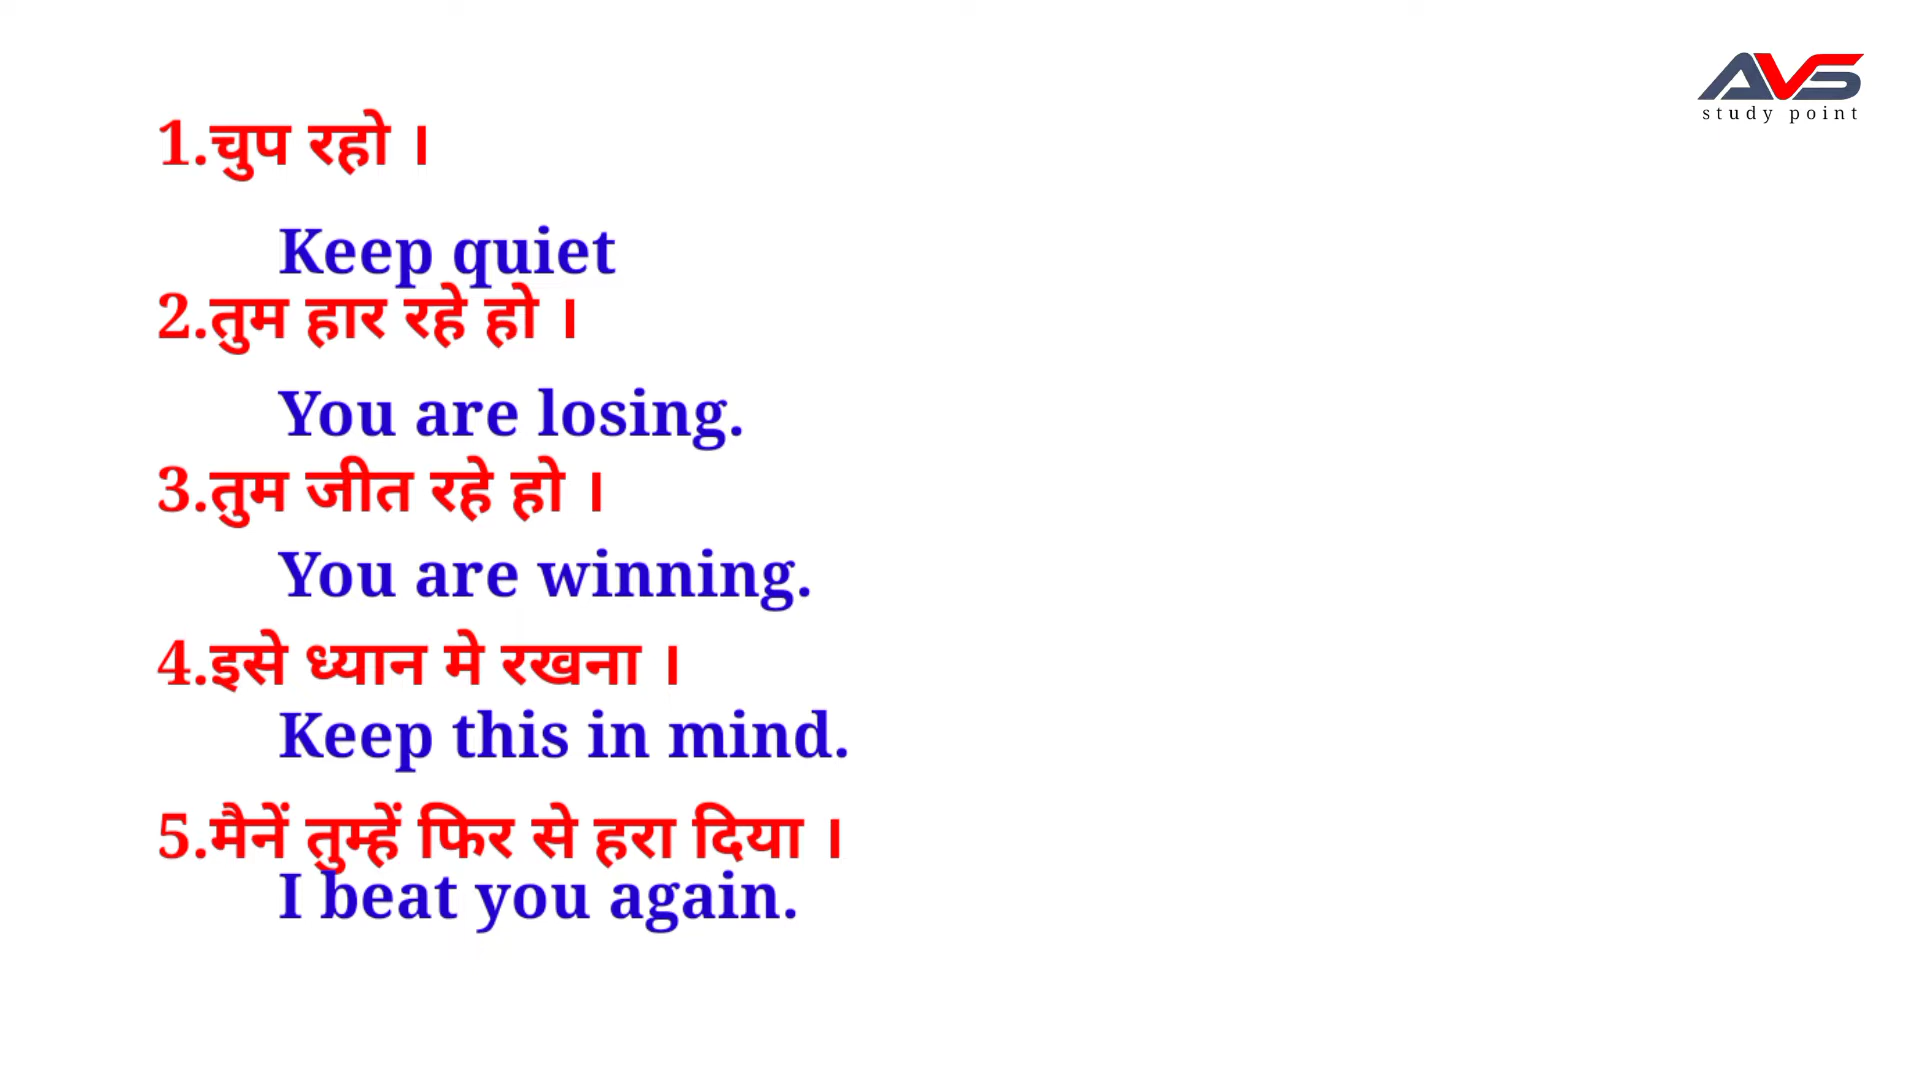 AVS
study point
1.चुप रहो ।
Keep quiet
2.तुम हार रहे हो ।
You are losing.
3.तुम जीत रहे हो ।
You are winning.
4.इसे ध्यान मे रखना ।
Keep this in mind.
5.मैनें तुम्हें फिर से हरा दिया ।
I beat you again.